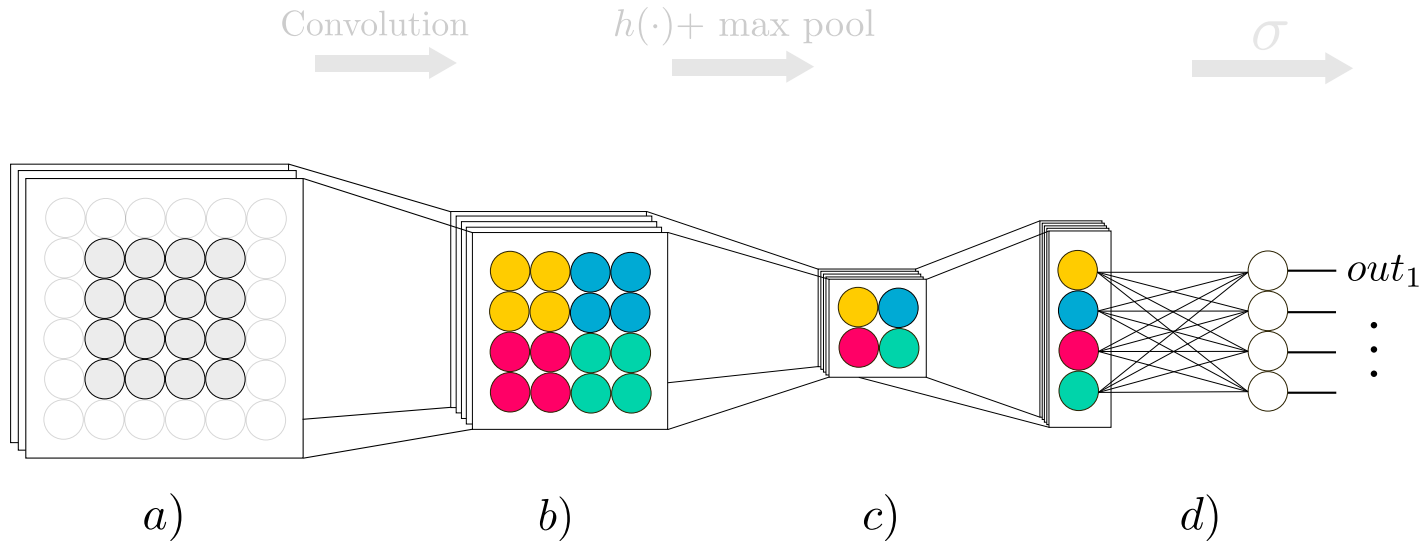 Convolution
h(·)+ max pool
σ
out₁
a)
b)
c)
d)